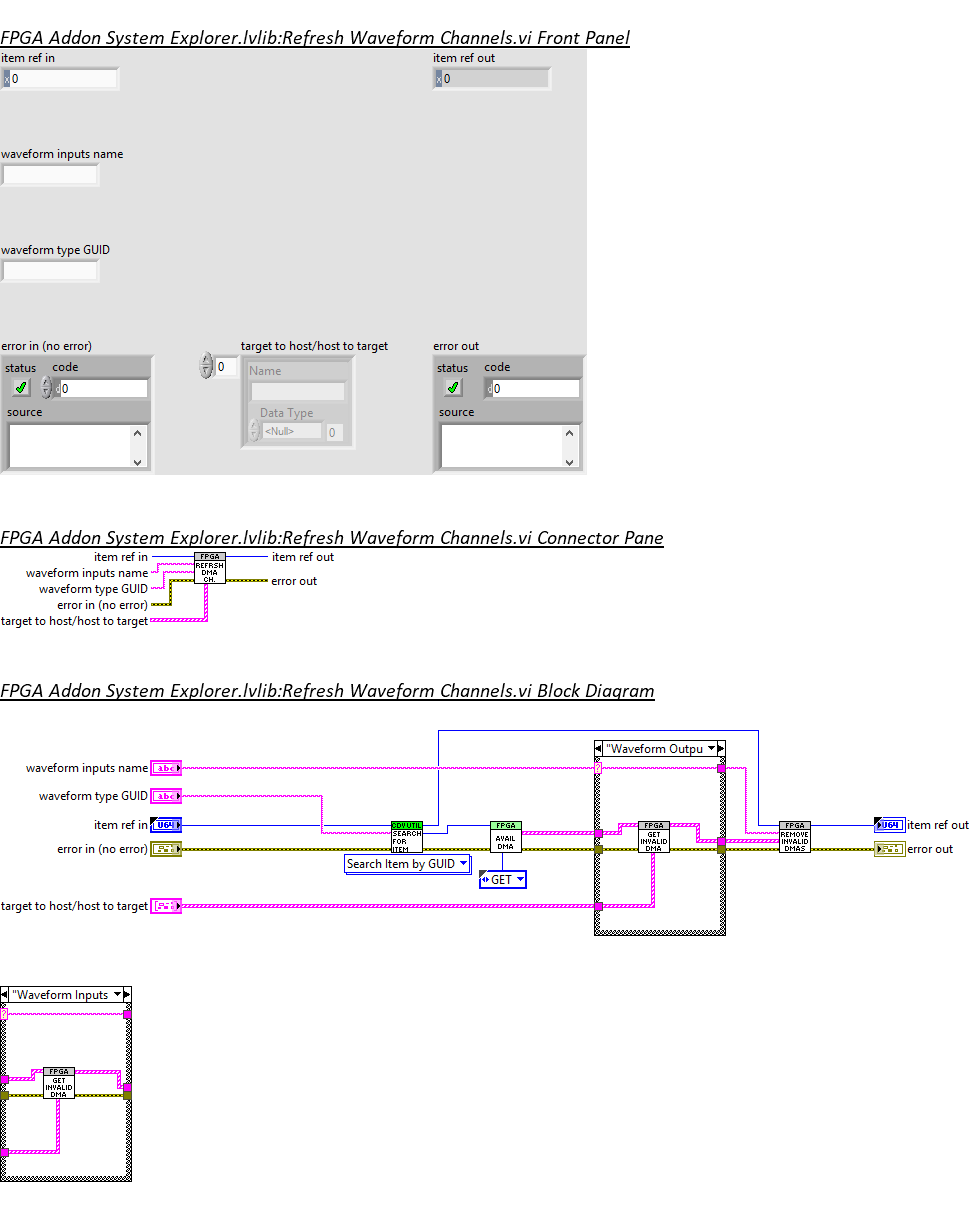 FPGA Addon System Explorer.lvlib:Refresh Waveform Channels.vi Front Panel
item ref in
item ref out
x 0
x 0
waveform inputs name
waveform type GUID
error in (no error)
target to host/host to target
error out
status code
0
Name
status code
d 0
d 0
source
Data Type
source
<Null> 0
FPGA Addon System Explorer.lvlib:Refresh Waveform Channels.vi Connector Pane
item ref in
FPGA
REFRSH
DMA
CH.
item ref out
waveform inputs name
error out
waveform type GUID
error in (no error)
target to host/host to target
FPGA Addon System Explorer.lvlib:Refresh Waveform Channels.vi Block Diagram
"Waveform Outpu
waveform inputs name
abc
?
waveform type GUID
abc
item ref in
U64
CDV UTIL
SEARCH
FOR
ITEM
FPGA
AVAIL
DMA
FPGA
GET
INVALID
DMA
FPGA
REMOVE
INVALID
DMAS
U64
item ref out
error in (no error)
error out
Search Item by GUID
GET
target to host/host to target
"Waveform Inputs
?
FPGA
GET
INVALID
DMA